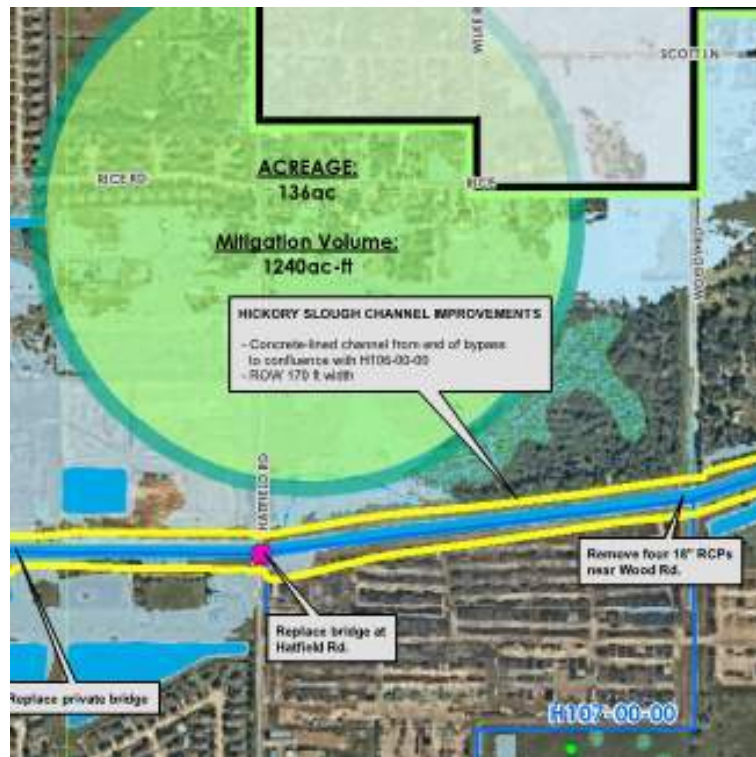 WILKE R
SCOTT LN
ACREAGE:
136ac
RICE RD
RICE
Mitigation Volume:
1240ac-ft
HICKORY SLOUGH CHANNEL IMPROVEMENTS
- Concrete-lined channel from end of bypass
to confluence with H106-00-00
- ROW 170 ft width
HATFIELD RD
Remove four 18" RCPs
near Wood Rd.
Replace bridge at
Hatfield Rd.
Replace private bridge
H107-00-00